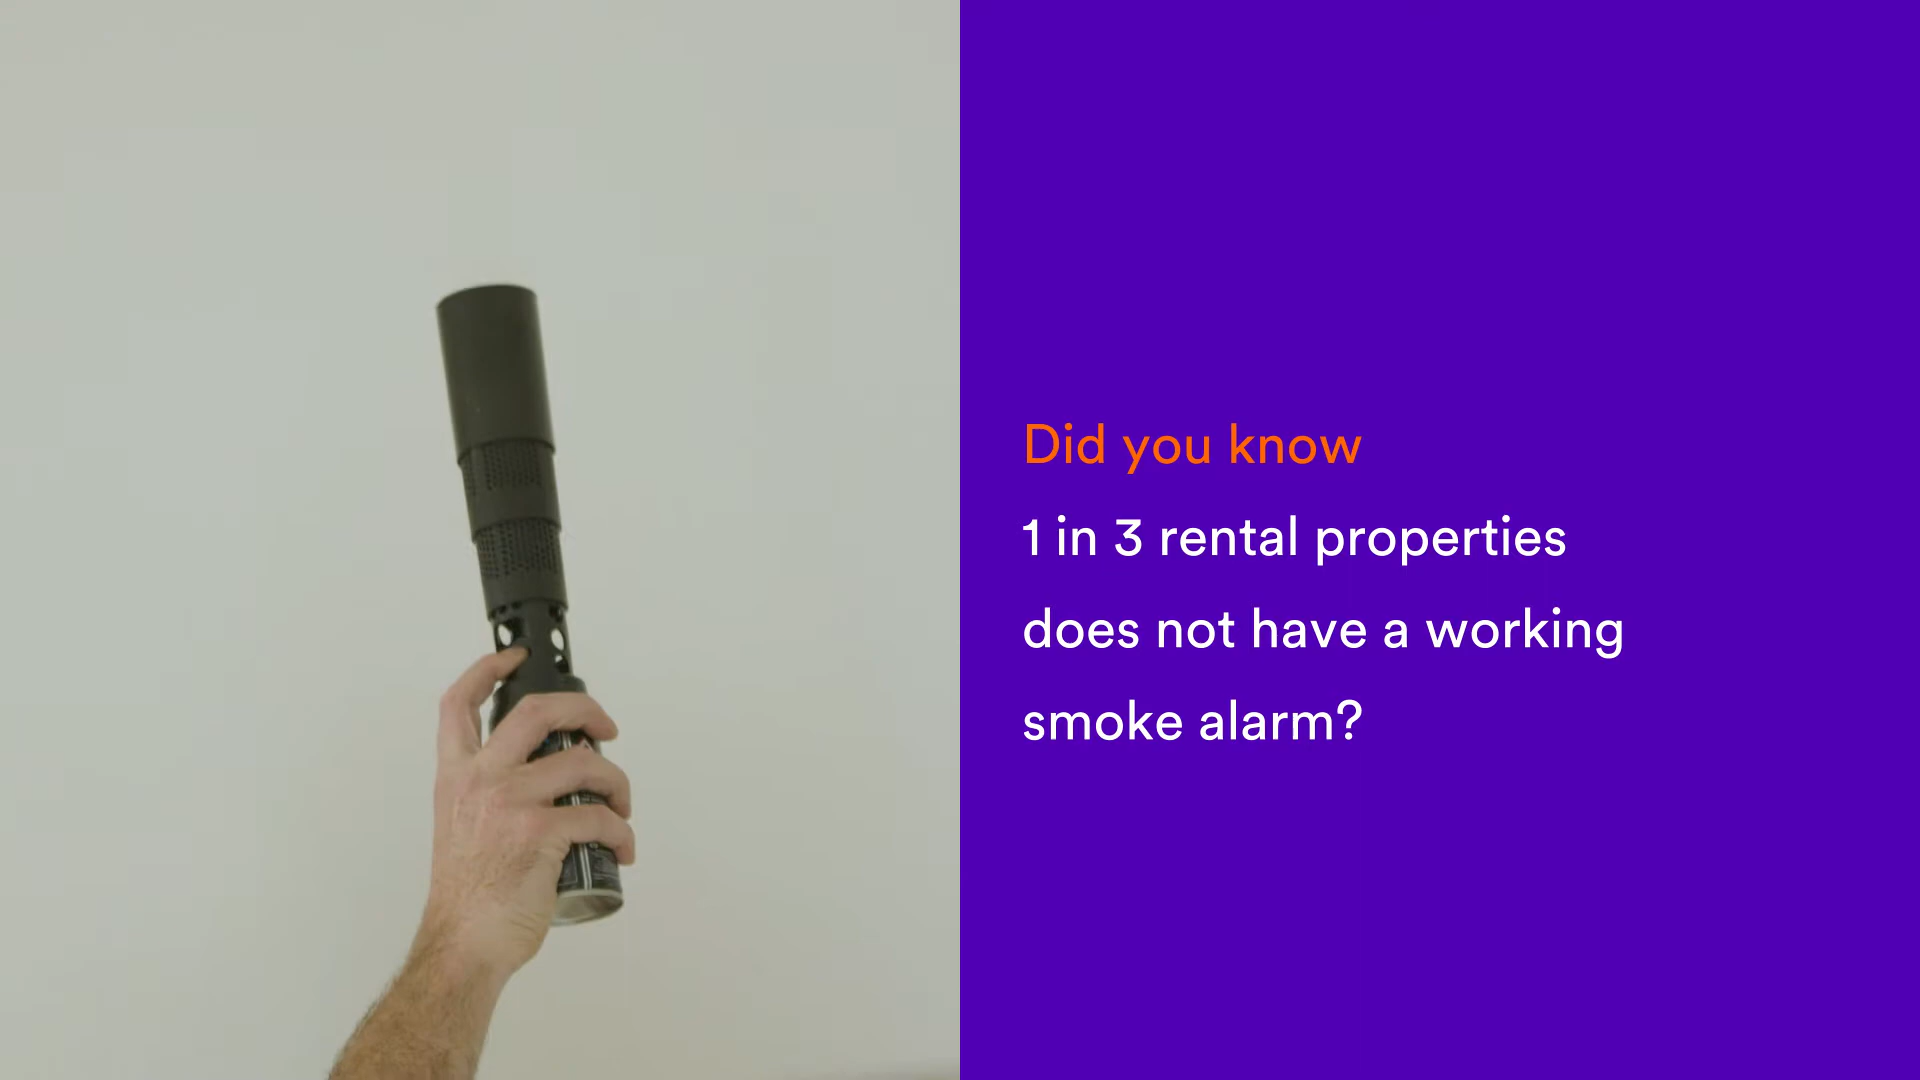 Did you know
1 in 3 rental properties
does not have a working
smoke alarm?